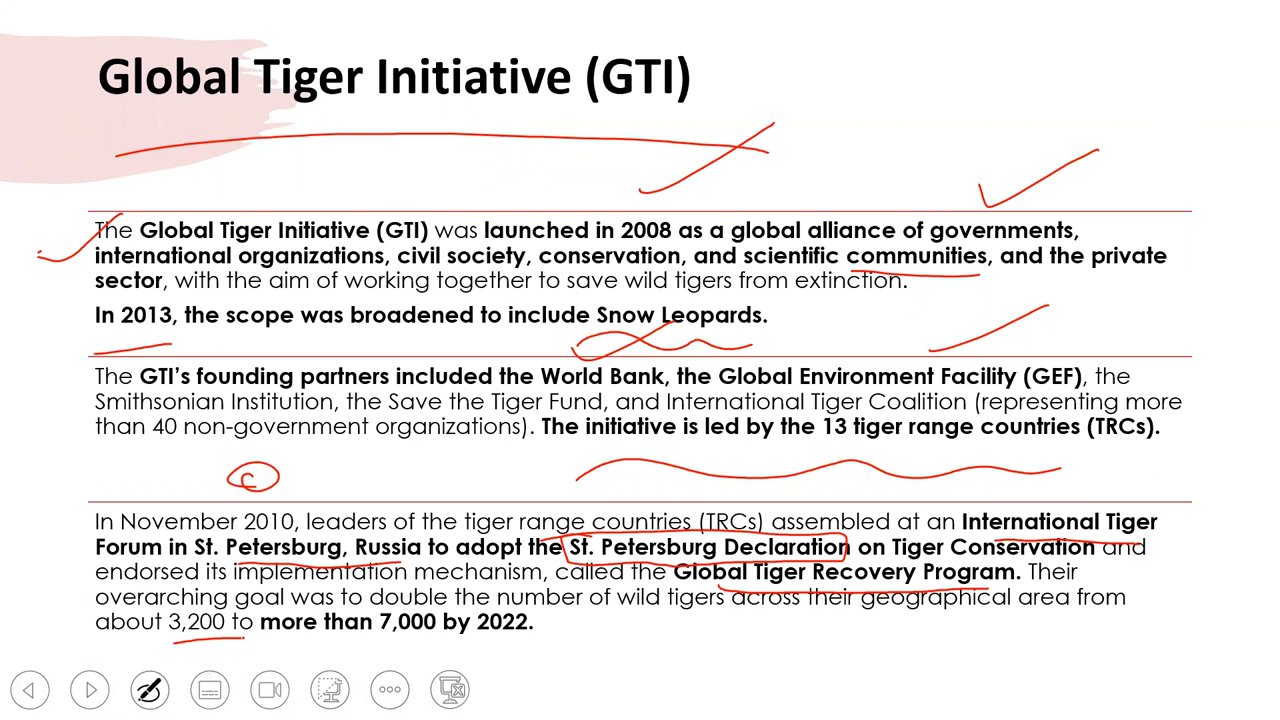 Global Tiger Initiative (GTI)
The Global Tiger Initiative (GTI) was launched in 2008 as a global alliance of governments,
international organizations, civil society, conservation, and scientific communities, and the private
sector, with the aim of working together to save wild tigers from extinction.
In 2013, the scope was broadened to include Snow Leopards.
The GTI’s founding partners included the World Bank, the Global Environment Facility (GEF), the
Smithsonian Institution, the Save the Tiger Fund, and International Tiger Coalition (representing more
than 40 non-government organizations). The initiative is led by the 13 tiger range countries (TRCs).
C
In November 2010, leaders of the tiger range countries (TRCs) assembled at an International Tiger
Forum in St. Petersburg, Russia to adopt the St. Petersburg Declaration on Tiger Conservation and
endorsed its implementation mechanism, called the Global Tiger Recovery Program. Their
overarching goal was to double the number of wild tigers across their geographical area from
about 3,200 to more than 7,000 by 2022.